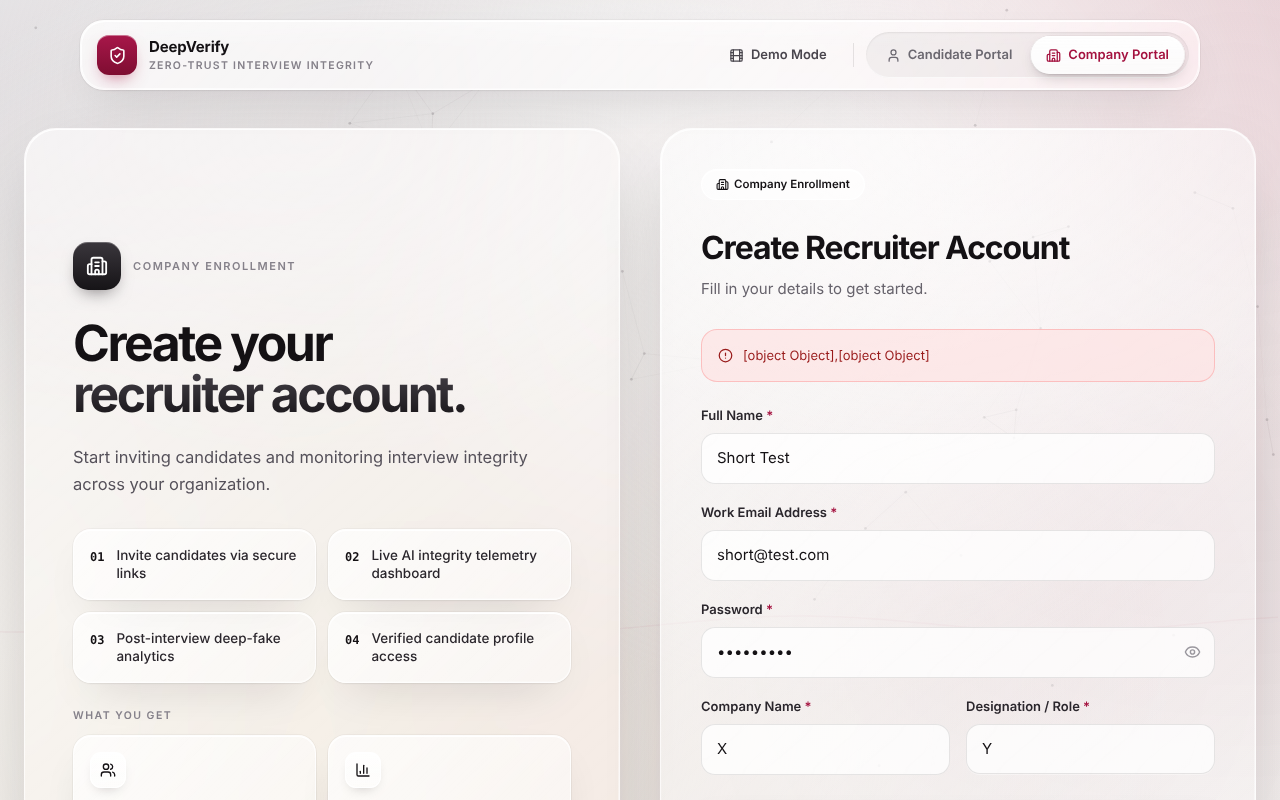 DeepVerify
ZERO-TRUST INTERVIEW INTEGRITY
Demo Mode
Candidate Portal
Company Portal
COMPANY ENROLLMENT
Create your
recruiter account.
Start inviting candidates and monitoring interview integrity
across your organization.
01 Invite candidates via secure
links
02 Live AI integrity telemetry
dashboard
03 Post-interview deep-fake
analytics
04 Verified candidate profile
access
WHAT YOU GET
Company Enrollment
Create Recruiter Account
Fill in your details to get started.
[object Object],[object Object]
Full Name *
Short Test
Work Email Address *
short@test.com
Password *
•••••••••
Company Name *
Designation / Role *
X
Y